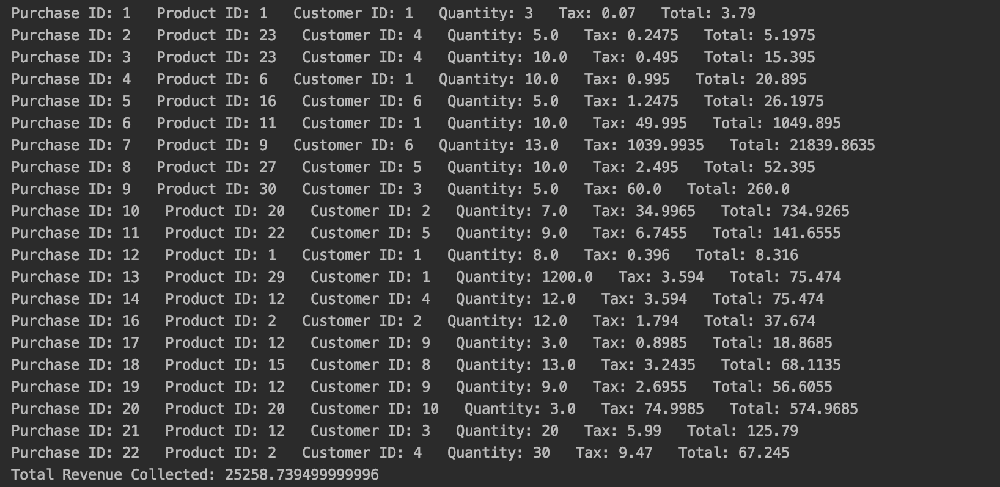 Purchase ID: 1   Product ID: 1   Customer ID: 1   Quantity: 3   Tax: 0.07   Total: 3.79
Purchase ID: 2   Product ID: 23   Customer ID: 4   Quantity: 5.0   Tax: 0.2475   Total: 5.1975
Purchase ID: 3   Product ID: 23   Customer ID: 4   Quantity: 10.0   Tax: 0.495   Total: 15.395
Purchase ID: 4   Product ID: 6   Customer ID: 1   Quantity: 10.0   Tax: 0.995   Total: 20.895
Purchase ID: 5   Product ID: 16   Customer ID: 6   Quantity: 5.0   Tax: 1.2475   Total: 26.1975
Purchase ID: 6   Product ID: 11   Customer ID: 1   Quantity: 10.0   Tax: 49.995   Total: 1049.895
Purchase ID: 7   Product ID: 9   Customer ID: 6   Quantity: 13.0   Tax: 1039.9935   Total: 21839.8635
Purchase ID: 8   Product ID: 27   Customer ID: 5   Quantity: 10.0   Tax: 2.495   Total: 52.395
Purchase ID: 9   Product ID: 30   Customer ID: 3   Quantity: 5.0   Tax: 60.0   Total: 260.0
Purchase ID: 10   Product ID: 20   Customer ID: 2   Quantity: 7.0   Tax: 34.9965   Total: 734.9265
Purchase ID: 11   Product ID: 22   Customer ID: 5   Quantity: 9.0   Tax: 6.7455   Total: 141.6555
Purchase ID: 12   Product ID: 1   Customer ID: 1   Quantity: 8.0   Tax: 0.396   Total: 8.316
Purchase ID: 13   Product ID: 29   Customer ID: 1   Quantity: 1200.0   Tax: 3.594   Total: 75.474
Purchase ID: 14   Product ID: 12   Customer ID: 4   Quantity: 12.0   Tax: 3.594   Total: 75.474
Purchase ID: 16   Product ID: 2   Customer ID: 2   Quantity: 12.0   Tax: 1.794   Total: 37.674
Purchase ID: 17   Product ID: 12   Customer ID: 9   Quantity: 3.0   Tax: 0.8985   Total: 18.8685
Purchase ID: 18   Product ID: 15   Customer ID: 8   Quantity: 13.0   Tax: 3.2435   Total: 68.1135
Purchase ID: 19   Product ID: 12   Customer ID: 9   Quantity: 9.0   Tax: 2.6955   Total: 56.6055
Purchase ID: 20   Product ID: 20   Customer ID: 10   Quantity: 3.0   Tax: 74.9985   Total: 574.9685
Purchase ID: 21   Product ID: 12   Customer ID: 3   Quantity: 20   Tax: 5.99   Total: 125.79
Purchase ID: 22   Product ID: 2   Customer ID: 4   Quantity: 30   Tax: 9.47   Total: 67.245
Total Revenue Collected: 25258.739499999996